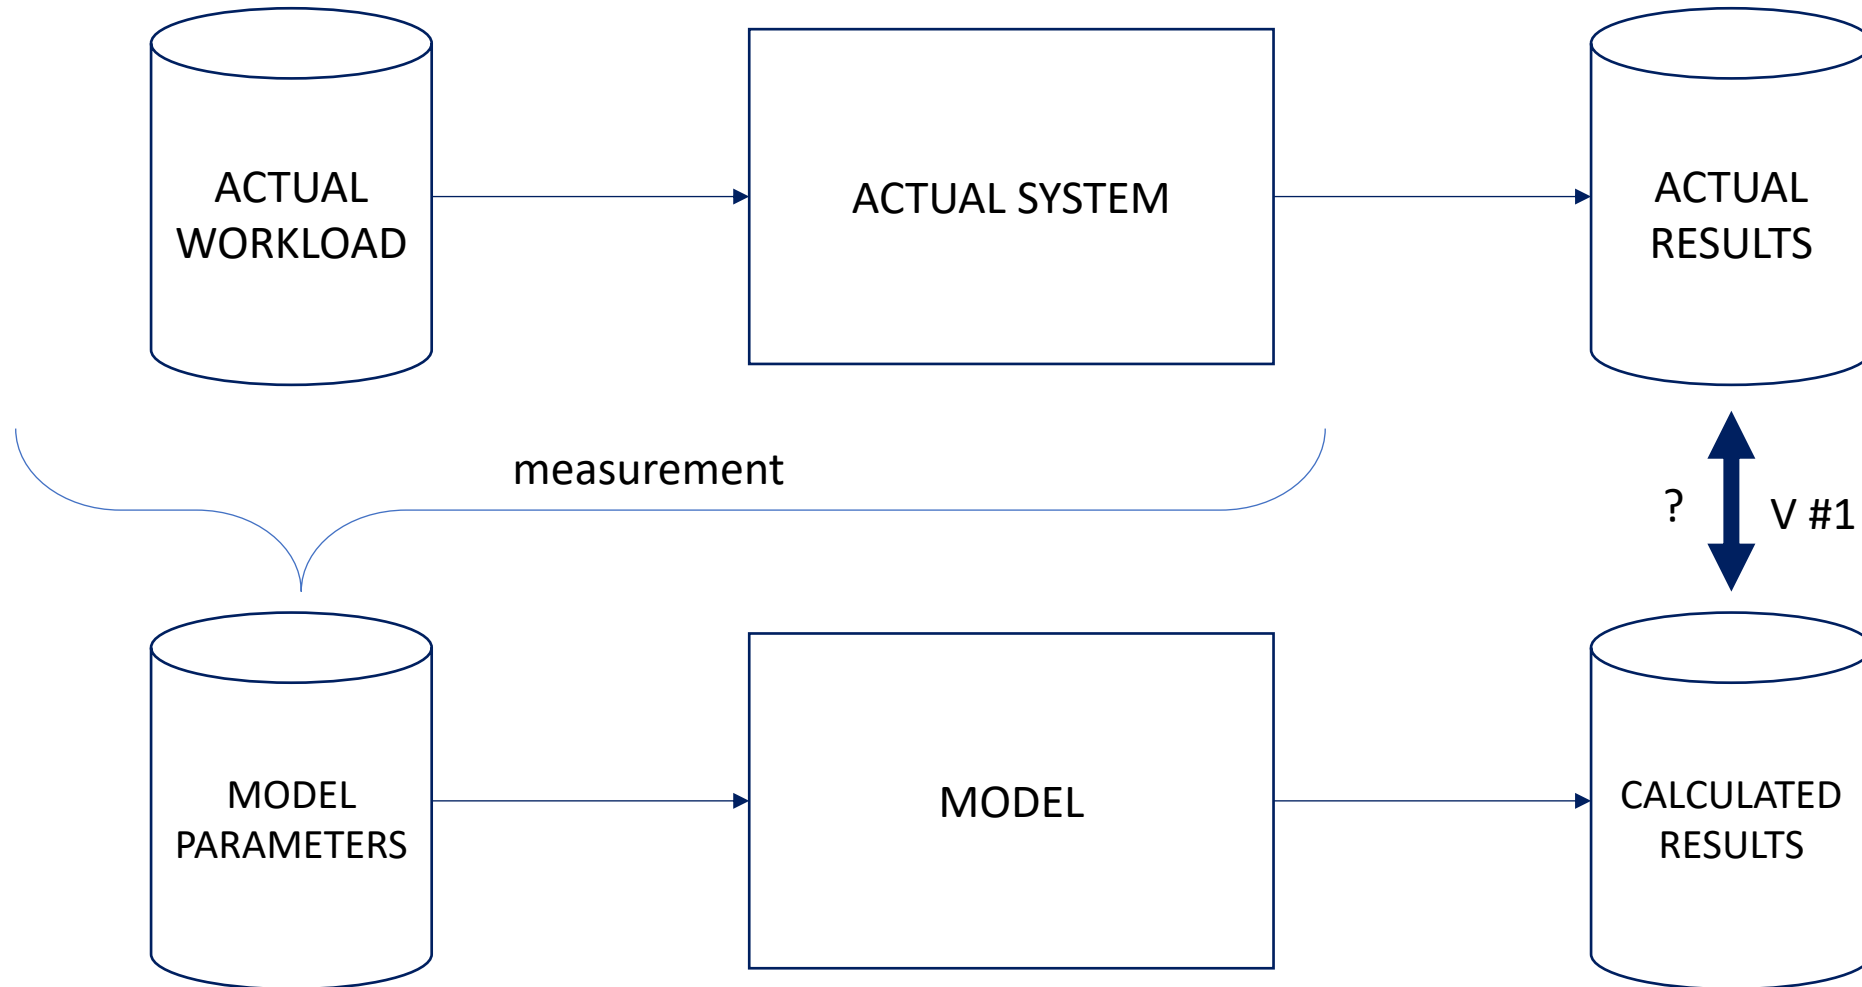 ACTUAL
WORKLOAD
ACTUAL SYSTEM
ACTUAL
RESULTS
measurement
?
V #1
MODEL
PARAMETERS
MODEL
CALCULATED
RESULTS